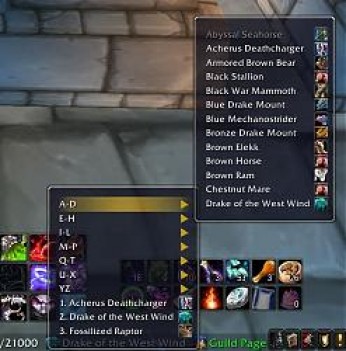 Abyssal Seahorse
Acherus Deathcharger
Armored Brown Bear
Black Stallion
Black War Mammoth
Blue Drake Mount
Blue Mechanostrider
Bronze Drake Mount
Brown Elekk
Brown Horse
Brown Ram
Chestnut Mare
Drake of the West Wind
A-D
E-H
I-L
M-P
Q-T
U-X
YZ
1. Acherus Deathcharger
2. Drake of the West Wind
3. Fossilized Raptor
/21000
Drake of the West Wind
Guild Page